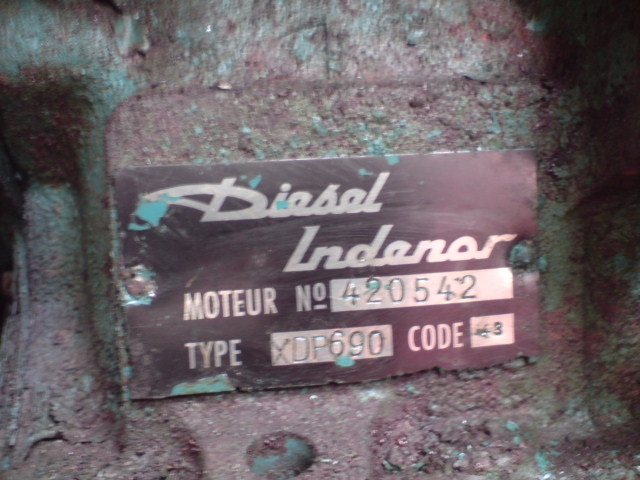 Diesel
Indenor
MOTEUR Nº 420542
TYPE XDP690 CODE